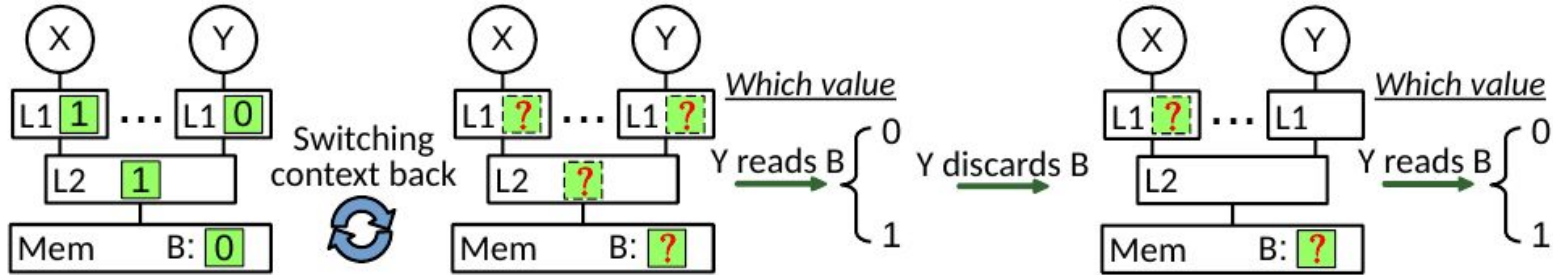 X Y
L1 1 ... L1 0
L2 1
Mem B: 0
Switching
context back
X Y
L1 ? ... L1 ?
L2 ?
Mem B: ?
Y reads B
Which value
0
1
Y discards B
X Y
L1 ? ... L1
L2
Mem B: ?
Y reads B
Which value
0
1